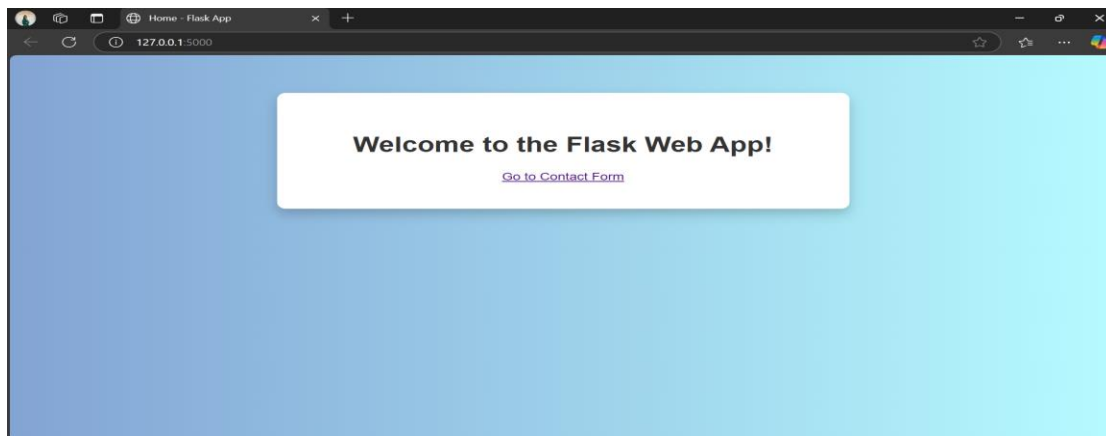 Home - Flask App
127.0.0.1:5000
Welcome to the Flask Web App!
Go to Contact Form